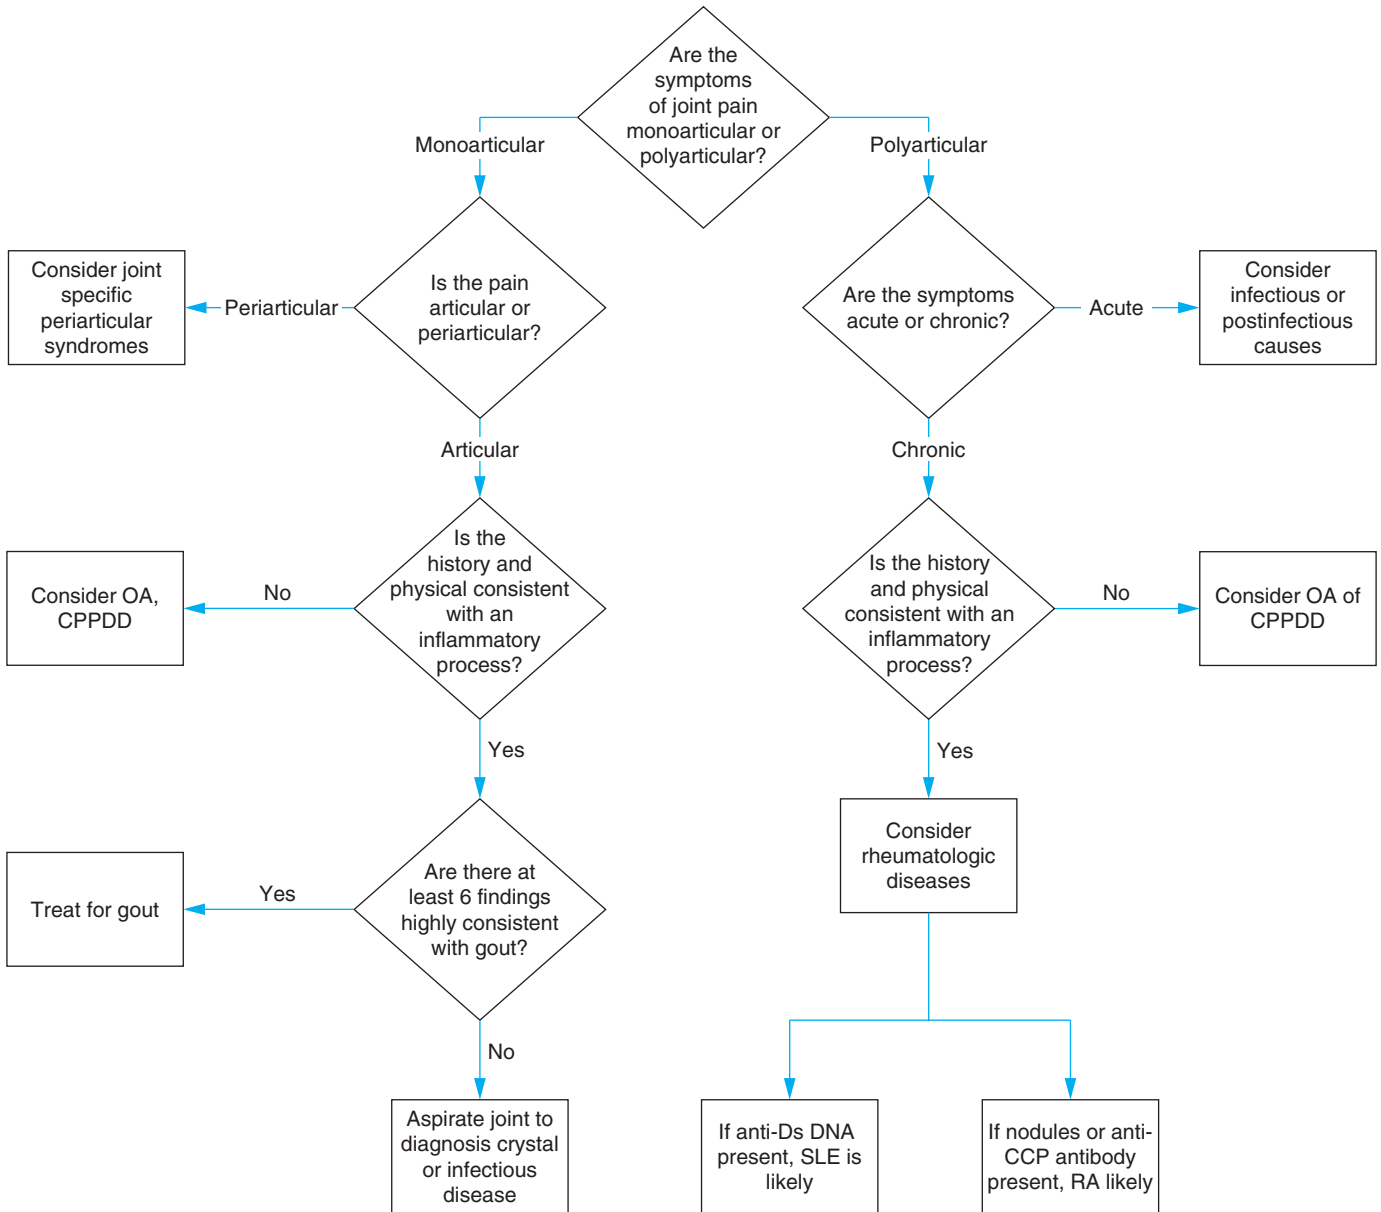 Are the
symptoms
of joint pain
monoarticular or
polyarticular?
Monoarticular
Polyarticular
Consider joint
specific
periarticular
syndromes
Periarticular
Is the pain
articular or
periarticular?
Are the symptoms
acute or chronic?
Acute
Consider
infectious or
postinfectious
causes
Articular
Chronic
Consider OA,
CPPDD
No
Is the
history and
physical consistent
with an
inflammatory
process?
Is the history
and physical
consistent with an
inflammatory
process?
No
Consider OA of
CPPDD
Yes
Yes
Treat for gout
Yes
Are there at
least 6 findings
highly consistent
with gout?
Consider
rheumatologic
diseases
No
Aspirate joint to
diagnosis crystal
or infectious
disease
If anti-Ds DNA
present, SLE is
likely
If nodules or anti-
CCP antibody
present, RA likely